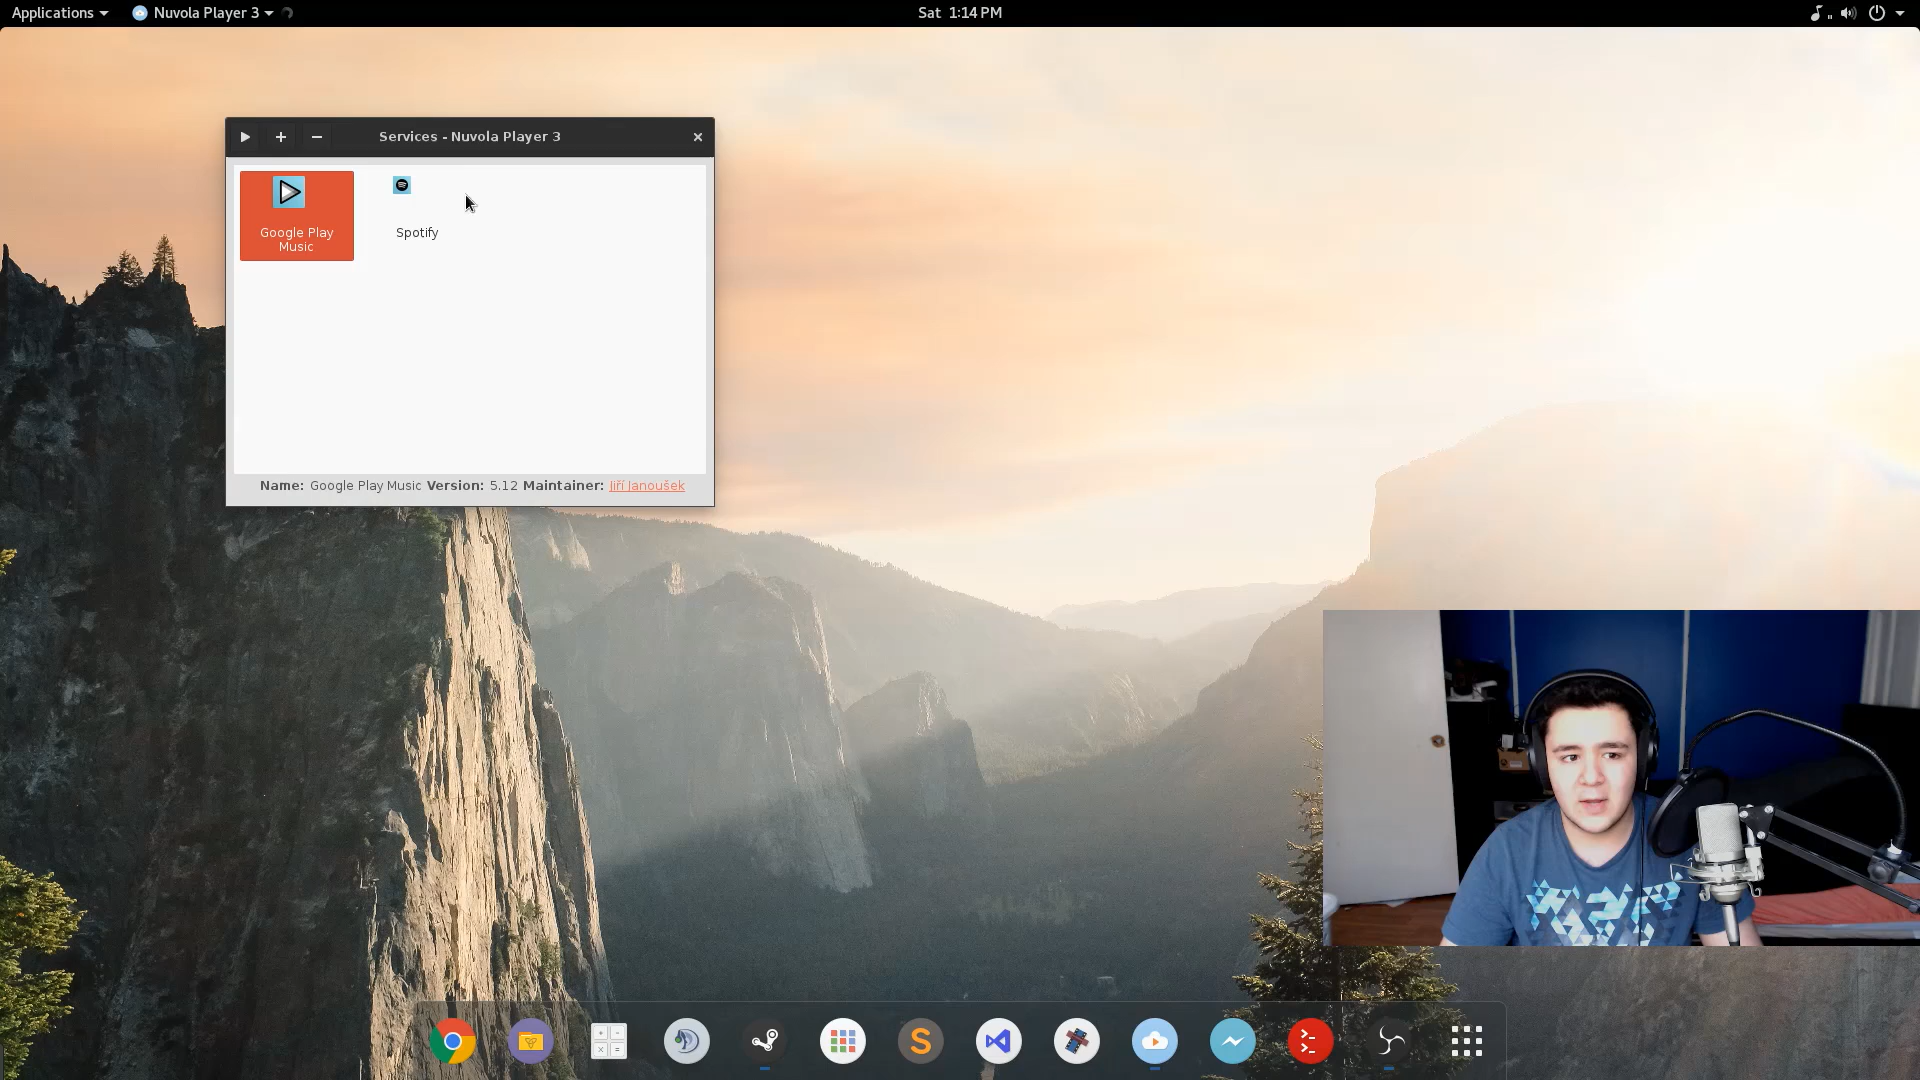 Applications
Nuvola Player 3
Sat 1:14 PM
Services - Nuvola Player 3
Google Play
Music
Spotify
Name: Google Play Music Version: 5.12 Maintainer: Jiří Janoušek